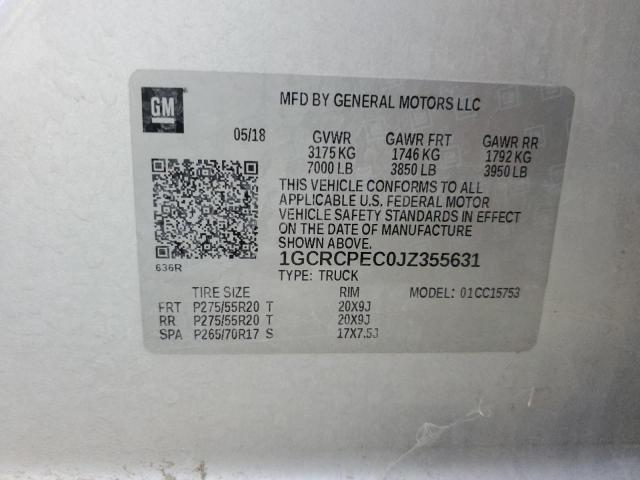 GM
MFD BY GENERAL MOTORS LLC
05/18 GVWR GAWR FRT GAWR RR
3175 KG 1746 KG 1792 KG
7000 LB 3850 LB 3950 LB
THIS VEHICLE CONFORMS TO ALL
APPLICABLE U.S. FEDERAL MOTOR
VEHICLE SAFETY STANDARDS IN EFFECT
ON THE DATE OF MANUFACTURE
SHOWN ABOVE.
636R
1GCRCPEC0JZ355631
TYPE: TRUCK
TIRE SIZE RIM MODEL: 01CC15753
FRT P275/55R20 T 20X9J
RR P275/55R20 T 20X9J
SPA P265/70R17 S 17X7.5J